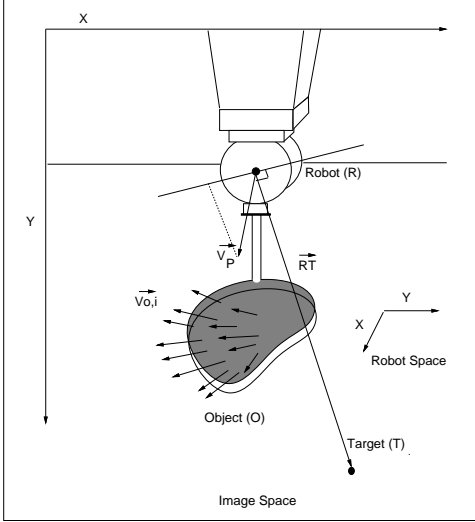 X
Robot (R)
Y
V P
RT
Vo,i
Y
X
Robot Space
Object (O)
Target (T)
Image Space